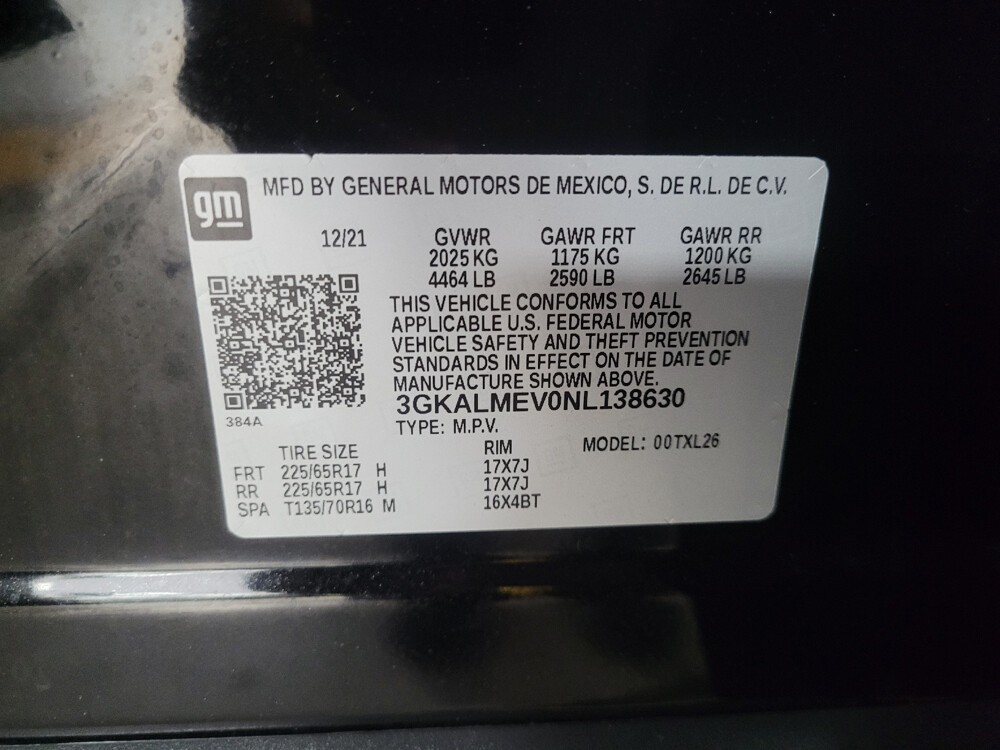 gm
MFD BY GENERAL MOTORS DE MEXICO, S. DE R.L. DE C.V.
12/21 GVWR GAWR FRT GAWR RR
2025 KG 1175 KG 1200 KG
4464 LB 2590 LB 2645 LB
THIS VEHICLE CONFORMS TO ALL
APPLICABLE U.S. FEDERAL MOTOR
VEHICLE SAFETY AND THEFT PREVENTION
STANDARDS IN EFFECT ON THE DATE OF
MANUFACTURE SHOWN ABOVE.
3GKALMEV0NL138630
384A
TYPE: M.P.V. MODEL: 00TXL26
TIRE SIZE RIM
FRT 225/65R17 H 17X7J
RR 225/65R17 H 17X7J
SPA T135/70R16 M 16X4BT